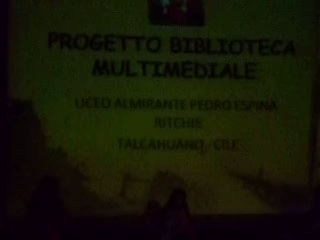 PROGETTO BIBLIOTECA
MULTIMEDIALE
LICEO ALMIRANTE PEDRO ESPINA
RITCHIE
TALCAHUANO - CILE